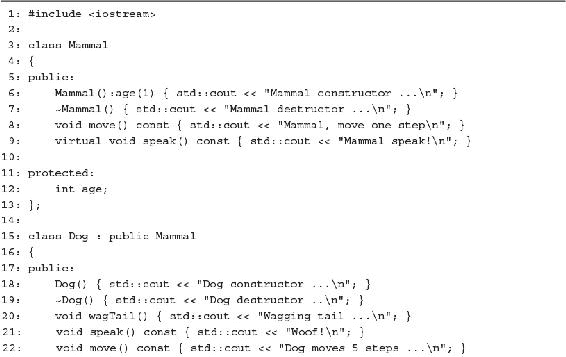 1: #include <iostream>
2:
3: class Mammal
4: {
5: public:
6:     Mammal():age(1) { std::cout << "Mammal constructor ...\n"; }
7:     ~Mammal() { std::cout << "Mammal destructor ...\n"; }
8:     void move() const { std::cout << "Mammal, move one step\n"; }
9:     virtual void speak() const { std::cout << "Mammal speak!\n"; }
10:
11: protected:
12:     int age;
13: };
14:
15: class Dog : public Mammal
16: {
17: public:
18:     Dog() { std::cout << "Dog constructor ...\n"; }
19:     ~Dog() { std::cout << "Dog destructor ..\n"; }
20:     void wagTail() { std::cout << "Wagging tail ...\n"; }
21:     void speak() const { std::cout << "Woof!\n"; }
22:     void move() const { std::cout << "Dog moves 5 steps ...\n"; }